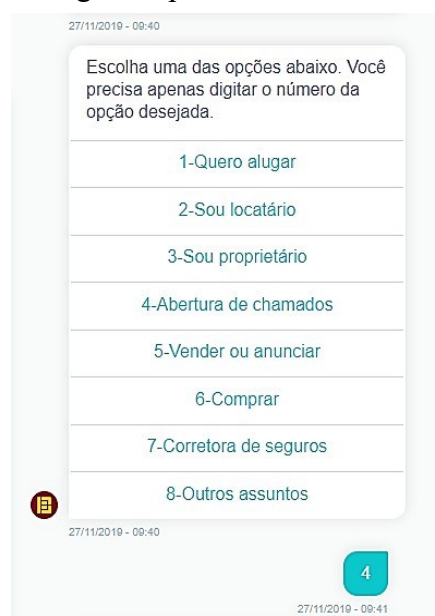 27/11/2019 - 09:40
Escolha uma das opções abaixo. Você
precisa apenas digitar o número da
opção desejada.
1-Quero alugar
2-Sou locatário
3-Sou proprietário
4-Abertura de chamados
5-Vender ou anunciar
6-Comprar
7-Corretora de seguros
8-Outros assuntos
27/11/2019 - 09:40
4
27/11/2019 - 09:41